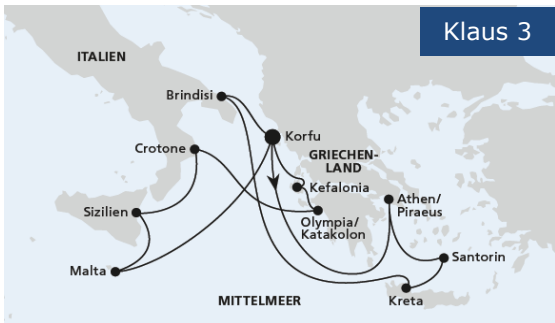 Klaus 3
ITALIEN
Brindisi
Korfu
Crotone
GRIECHEN-
LAND
Kefalonia
Athen/
Piraeus
Sizilien
Olympia/
Katakolon
Santorin
Malta
MITTELMEER
Kreta